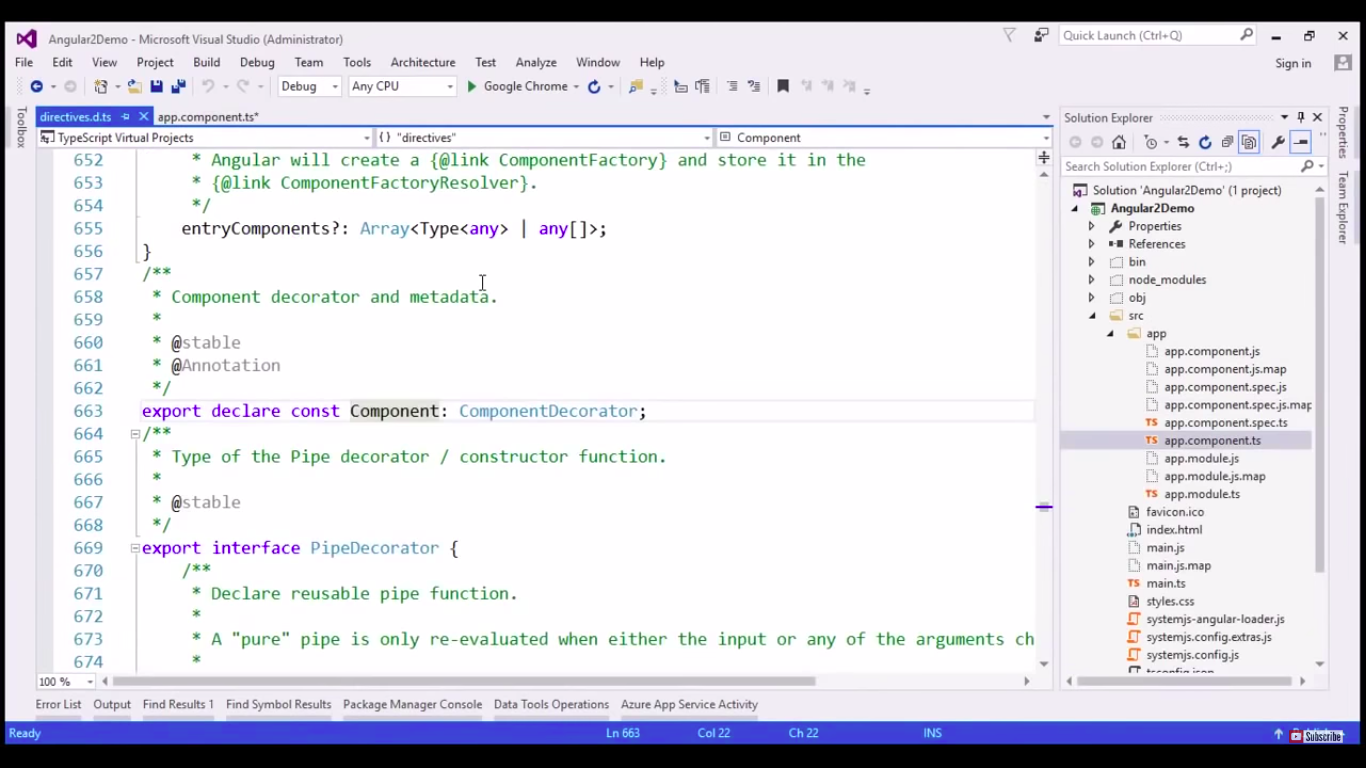 Angular2Demo - Microsoft Visual Studio (Administrator)
Quick Launch (Ctrl+Q)
File Edit View Project Build Debug Team Tools Architecture Test Analyze Window Help
Sign in
Debug Any CPU Google Chrome
Toolbox
directives.d.ts app.component.ts*
TypeScript Virtual Projects {} "directives" Component
652 * Angular will create a {@link ComponentFactory} and store it in the
653 * {@link ComponentFactoryResolver}.
654 */
655 entryComponents?: Array<Type<any> | any[]>;
656 }
657 /**
658 * Component decorator and metadata.
659 *
660 * @stable
661 * @Annotation
662 */
663 export declare const Component: ComponentDecorator;
664 /**
665 * Type of the Pipe decorator / constructor function.
666 *
667 * @stable
668 */
669 export interface PipeDecorator {
670 /**
671 * Declare reusable pipe function.
672 *
673 * A "pure" pipe is only re-evaluated when either the input or any of the arguments ch
674 *
100 %
Solution Explorer
Search Solution Explorer (Ctrl+;)
Solution 'Angular2Demo' (1 project)
Angular2Demo
Properties
References
bin
node_modules
obj
src
app
app.component.js
app.component.js.map
app.component.spec.js
app.component.spec.js.map
app.component.spec.ts
app.component.ts
app.module.js
app.module.js.map
app.module.ts
favicon.ico
index.html
main.js
main.js.map
main.ts
styles.css
systemjs-angular-loader.js
systemjs.config.extras.js
systemjs.config.js
tsconfig.json
Properties
Team Explorer
Error List Output Find Results 1 Find Symbol Results Package Manager Console Data Tools Operations Azure App Service Activity
Ready Ln 663 Col 22 Ch 22 INS
Subscribe